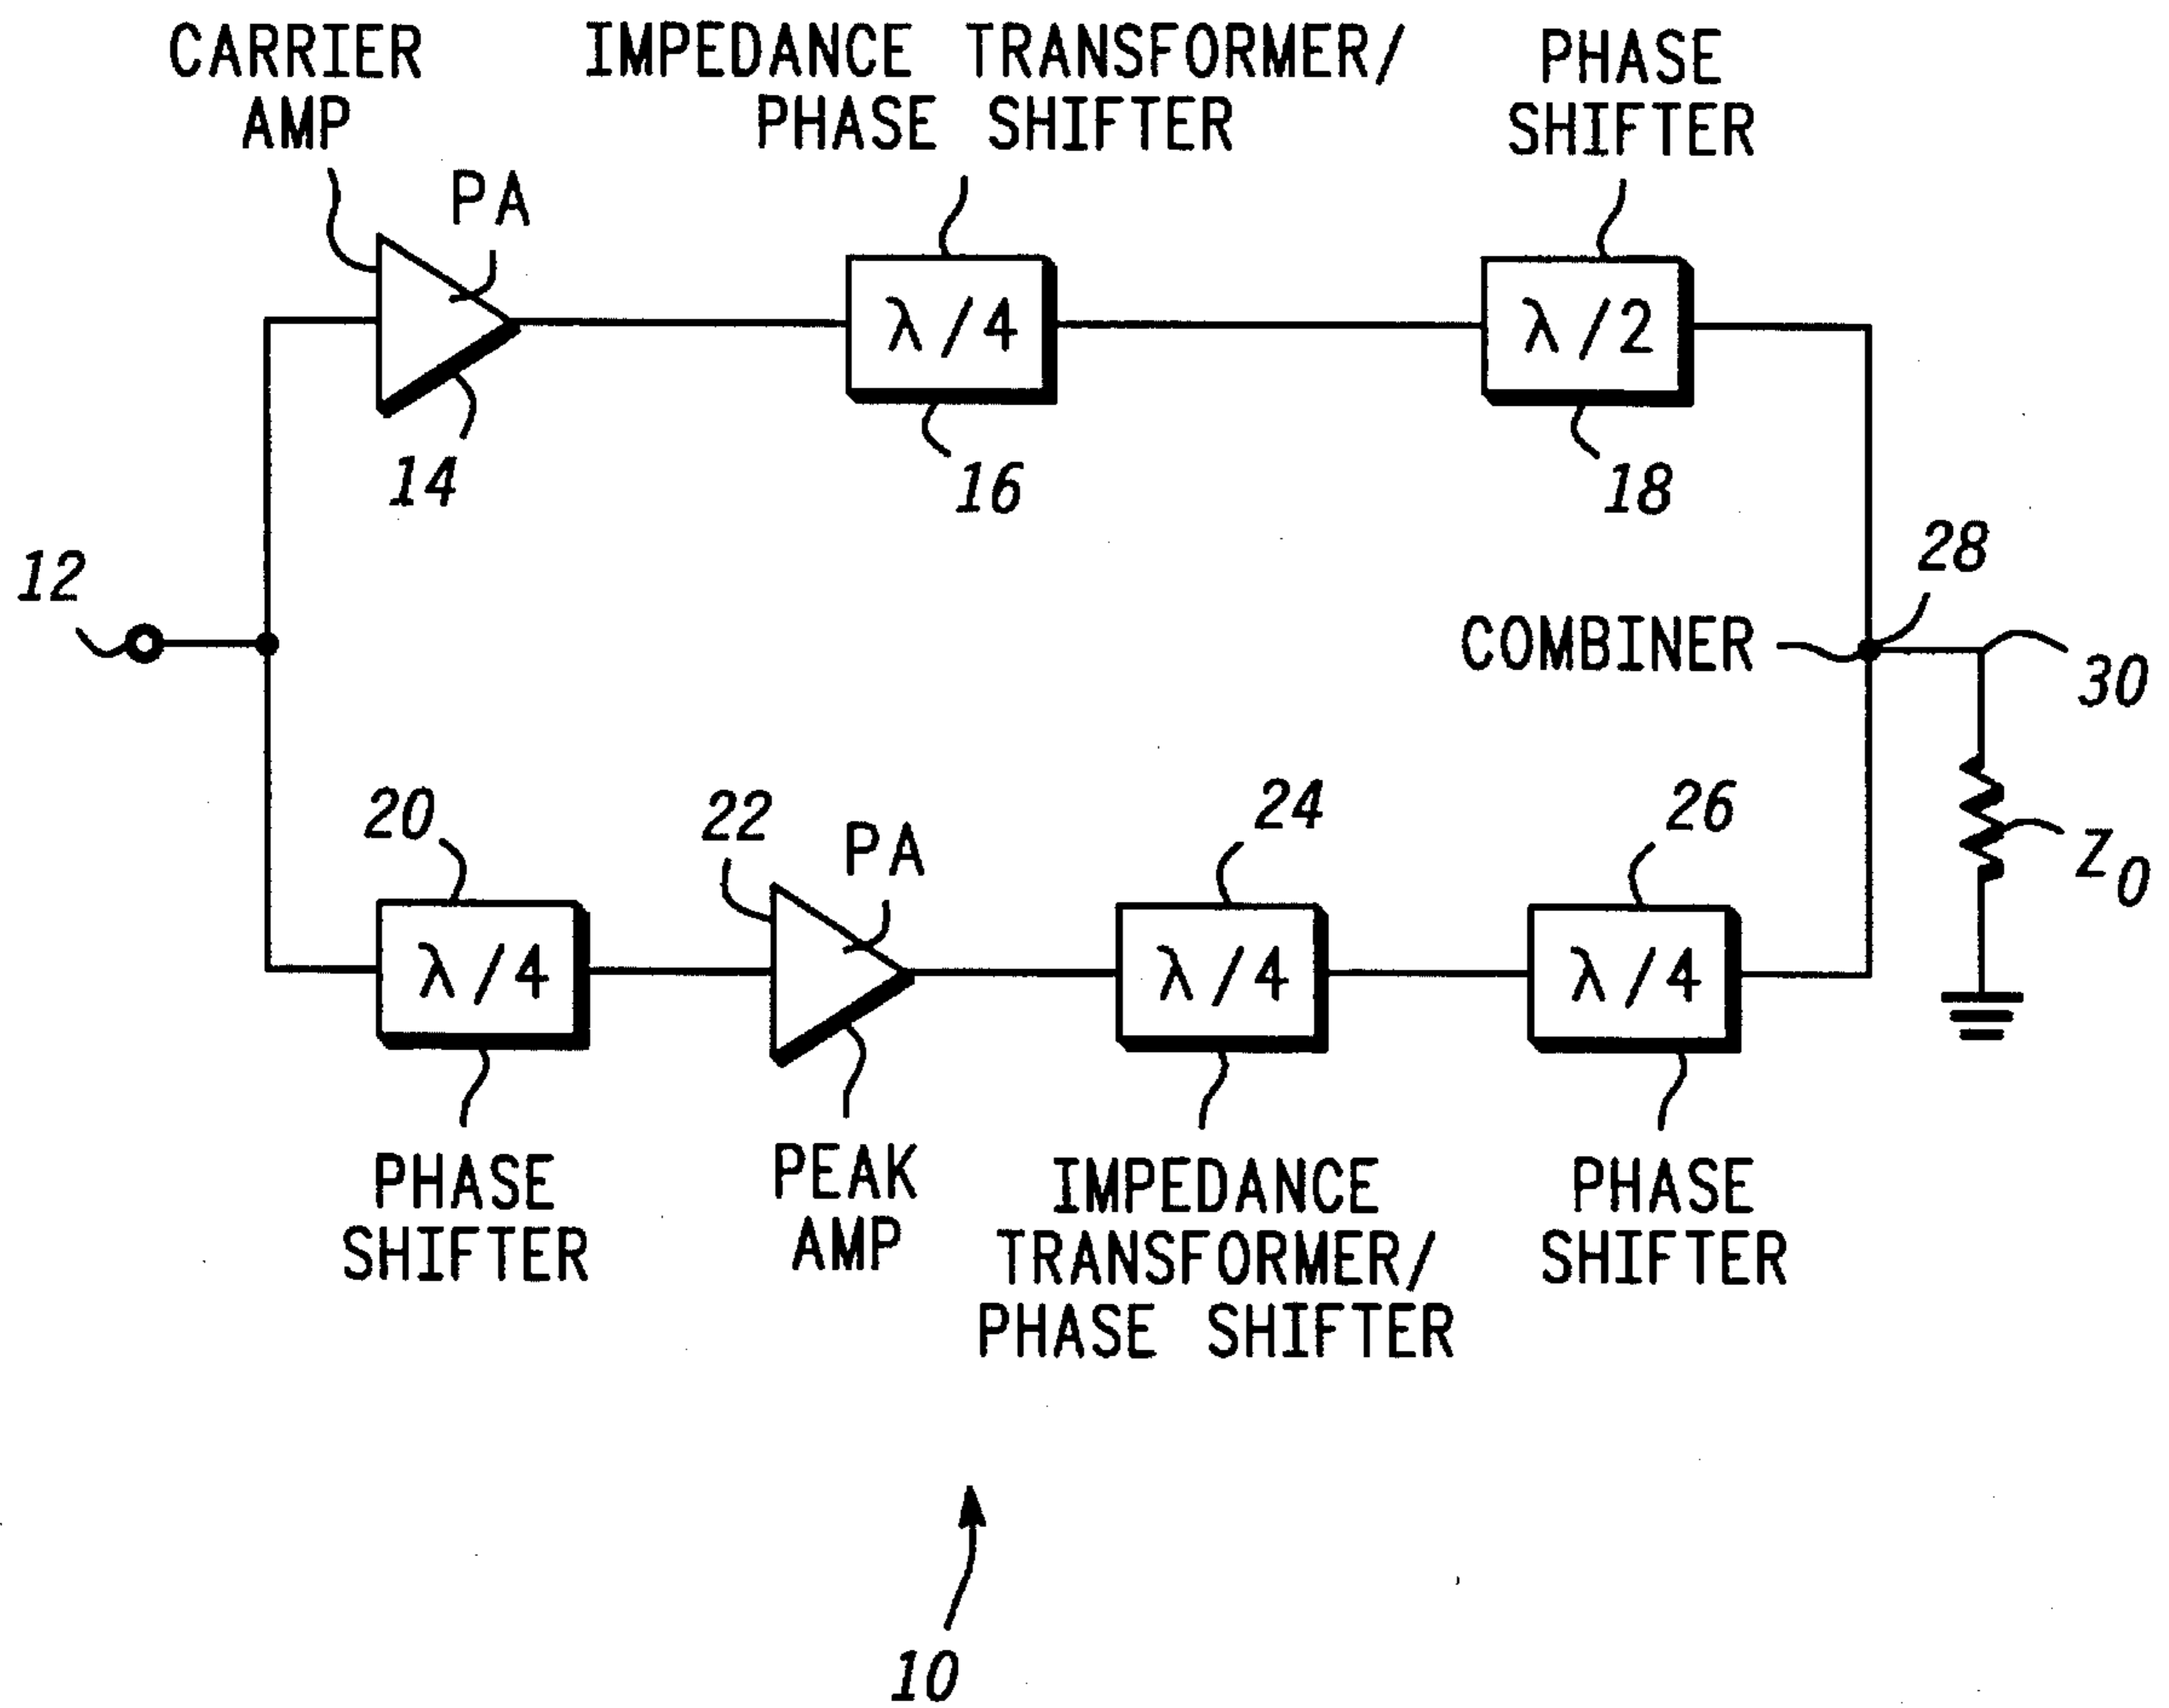 CARRIER
AMP
IMPEDANCE TRANSFORMER/
PHASE SHIFTER
PHASE
SHIFTER
PA
λ/4
λ/2
14
16
18
12
28
COMBINER
30
20
22
PA
24
26
Z0
λ/4
λ/4
λ/4
PHASE
SHIFTER
PEAK
AMP
IMPEDANCE
TRANSFORMER/
PHASE SHIFTER
PHASE
SHIFTER
10